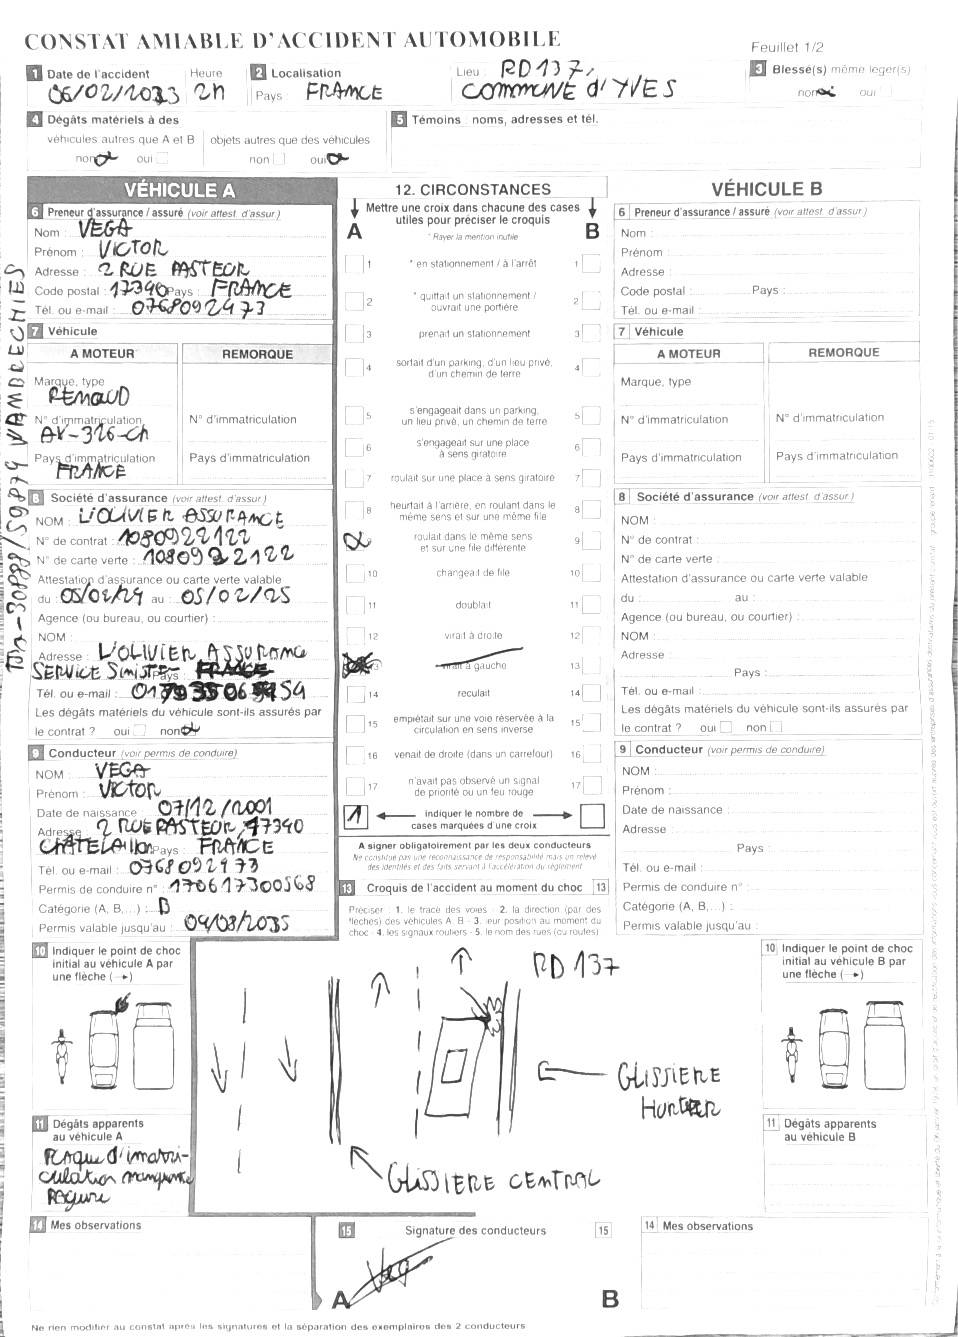 CONSTAT AMIABLE D'ACCIDENT AUTOMOBILE
Feuillet 1/2
1 Date de l'accident Heure
06/02/2033 2h
2 Localisation
Pays : FRANCE
Lieu : RD137,
COMMUNE d'YVES
3 Blessé(s) même léger(s)
non oui
4 Dégâts matériels à des
véhicules autres que A et B objets autres que des véhicules
non oui non oui
5 Témoins : noms, adresses et tél.
VÉHICULE A
6 Preneur d'assurance / assuré (voir attest. d'assur.)
Nom : VEGA
Prénom : VICTOR
Adresse : 2 RUE PASTEUR
Code postal : 17340 Pays : FRANCE
Tél. ou e-mail : 0768092973
7 Véhicule
A MOTEUR REMORQUE
Marque, type
RENAUD
N° d'immatriculation N° d'immatriculation
AV-326-Ch
Pays d'immatriculation Pays d'immatriculation
FRANCE
8 Société d'assurance (voir attest. d'assur.)
NOM : L'OLIVIER ASSURANCE
N° de contrat : 1080922122
N° de carte verte : 1080922122
Attestation d'assurance ou carte verte valable
du : 05/02/24 au : 05/02/25
Agence (ou bureau, ou courtier) :
NOM :
Adresse : L'OLIVIER ASSURANCE
SERVICE Sinistre Pays : FRANCE
Tél. ou e-mail :
Les dégâts matériels du véhicule sont-ils assurés par
le contrat ? oui non
9 Conducteur (voir permis de conduire)
NOM : VEGA
Prénom : VICTOR
Date de naissance : 07/12/2001
Adresse : 2 RUE PASTEUR, 17340
CHATELAILLON Pays : FRANCE
Tél. ou e-mail : 0768092973
Permis de conduire n° : 170617300568
Catégorie (A, B,...) : B
Permis valable jusqu'au : 09/08/2035
10 Indiquer le point de choc
initial au véhicule A par
une flèche (→)
11 Dégâts apparents
au véhicule A
PLaque d'imatri-
culation manquante
RAyure
14 Mes observations
12. CIRCONSTANCES
Mettre une croix dans chacune des cases
utiles pour préciser le croquis
A B
* Rayer la mention inutile
1 * en stationnement / à l'arrêt 1
2 * quittait un stationnement / 2
ouvrait une portière
3 prenait un stationnement 3
4 sortait d'un parking, d'un lieu privé, 4
d'un chemin de terre
5 s'engageait dans un parking, 5
un lieu privé, un chemin de terre
6 s'engageait sur une place 6
à sens giratoire
7 roulait sur une place à sens giratoire 7
8 heurtait à l'arrière, en roulant dans le 8
même sens et sur une même file
roulait dans le même sens 9
et sur une file différente
10 changeait de file 10
11 doublait 11
12 virait à droite 12
13 virait à gauche 13
14 reculait 14
15 empiétait sur une voie réservée à la 15
circulation en sens inverse
16 venait de droite (dans un carrefour) 16
17 n'avait pas observé un signal 17
de priorité ou un feu rouge
1 indiquer le nombre de
cases marquées d'une croix
A signer obligatoirement par les deux conducteurs
Ne constitue pas une reconnaissance de responsabilité mais un relevé
des identités et des faits servant à l'accélération du règlement
13 Croquis de l'accident au moment du choc 13
Préciser : 1. le tracé des voies - 2. la direction (par des
flèches) des véhicules A, B - 3. leur position au moment du
choc - 4. les signaux routiers - 5. le nom des rues (ou routes)
RD 137
GLISSIERE
GLISSIERE CENTRAL
15 Signature des conducteurs 15
A B
VÉHICULE B
6 Preneur d'assurance / assuré (voir attest. d'assur.)
Nom :
Prénom :
Adresse :
Code postal : Pays :
Tél. ou e-mail :
7 Véhicule
A MOTEUR REMORQUE
Marque, type
N° d'immatriculation N° d'immatriculation
Pays d'immatriculation Pays d'immatriculation
8 Société d'assurance (voir attest. d'assur.)
NOM :
N° de contrat :
N° de carte verte :
Attestation d'assurance ou carte verte valable
du : au :
Agence (ou bureau, ou courtier) :
NOM :
Adresse :
Pays :
Tél. ou e-mail :
Les dégâts matériels du véhicule sont-ils assurés par
le contrat ? oui non
9 Conducteur (voir permis de conduire)
NOM :
Prénom :
Date de naissance :
Adresse :
Pays :
Tél. ou e-mail :
Permis de conduire n° :
Catégorie (A, B,...) :
Permis valable jusqu'au :
10 Indiquer le point de choc
initial au véhicule B par
une flèche (→)
11 Dégâts apparents
au véhicule B
14 Mes observations
Ne rien modifier au constat après les signatures et la séparation des exemplaires des 2 conducteurs
59874 WAMBRECHIES